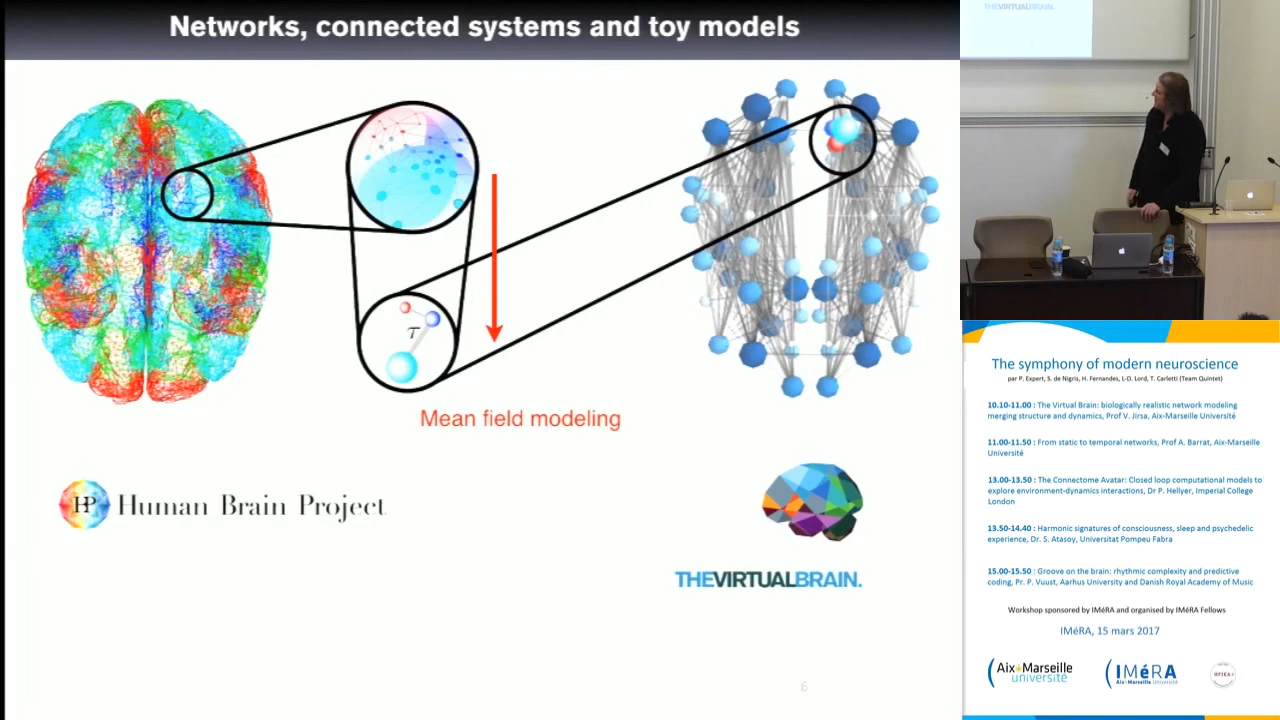 Networks, connected systems and toy models
τ
Mean field modeling
HP Human Brain Project
THEVIRTUALBRAIN.
6
THEVIRTUALBRAIN.
The symphony of modern neuroscience
par P. Expert, S. de Nigris, H. Fernandes, L-D. Lord, T. Carletti (Team Quintet)
10.10-11.00 : The Virtual Brain: biologically realistic network modeling
merging structure and dynamics, Prof V. Jirsa, Aix-Marseille Université
11.00-11.50 : From static to temporal networks, Prof A. Barrat, Aix-Marseille
Université
13.00-13.50 : The Connectome Avatar: Closed loop computational models to
explore environment-dynamics interactions, Dr P. Hellyer, Imperial College
London
13.50-14.40 : Harmonic signatures of consciousness, sleep and psychedelic
experience, Dr. S. Atasoy, Universitat Pompeu Fabra
15.00-15.50 : Groove on the brain: rhythmic complexity and predictive
coding, Pr. P. Vuust, Aarhus University and Danish Royal Academy of Music
Workshop sponsored by IMéRA and organised by IMéRA Fellows
IMéRA, 15 mars 2017
Aix*Marseille
université
IMéRA
Aix*Marseille Université